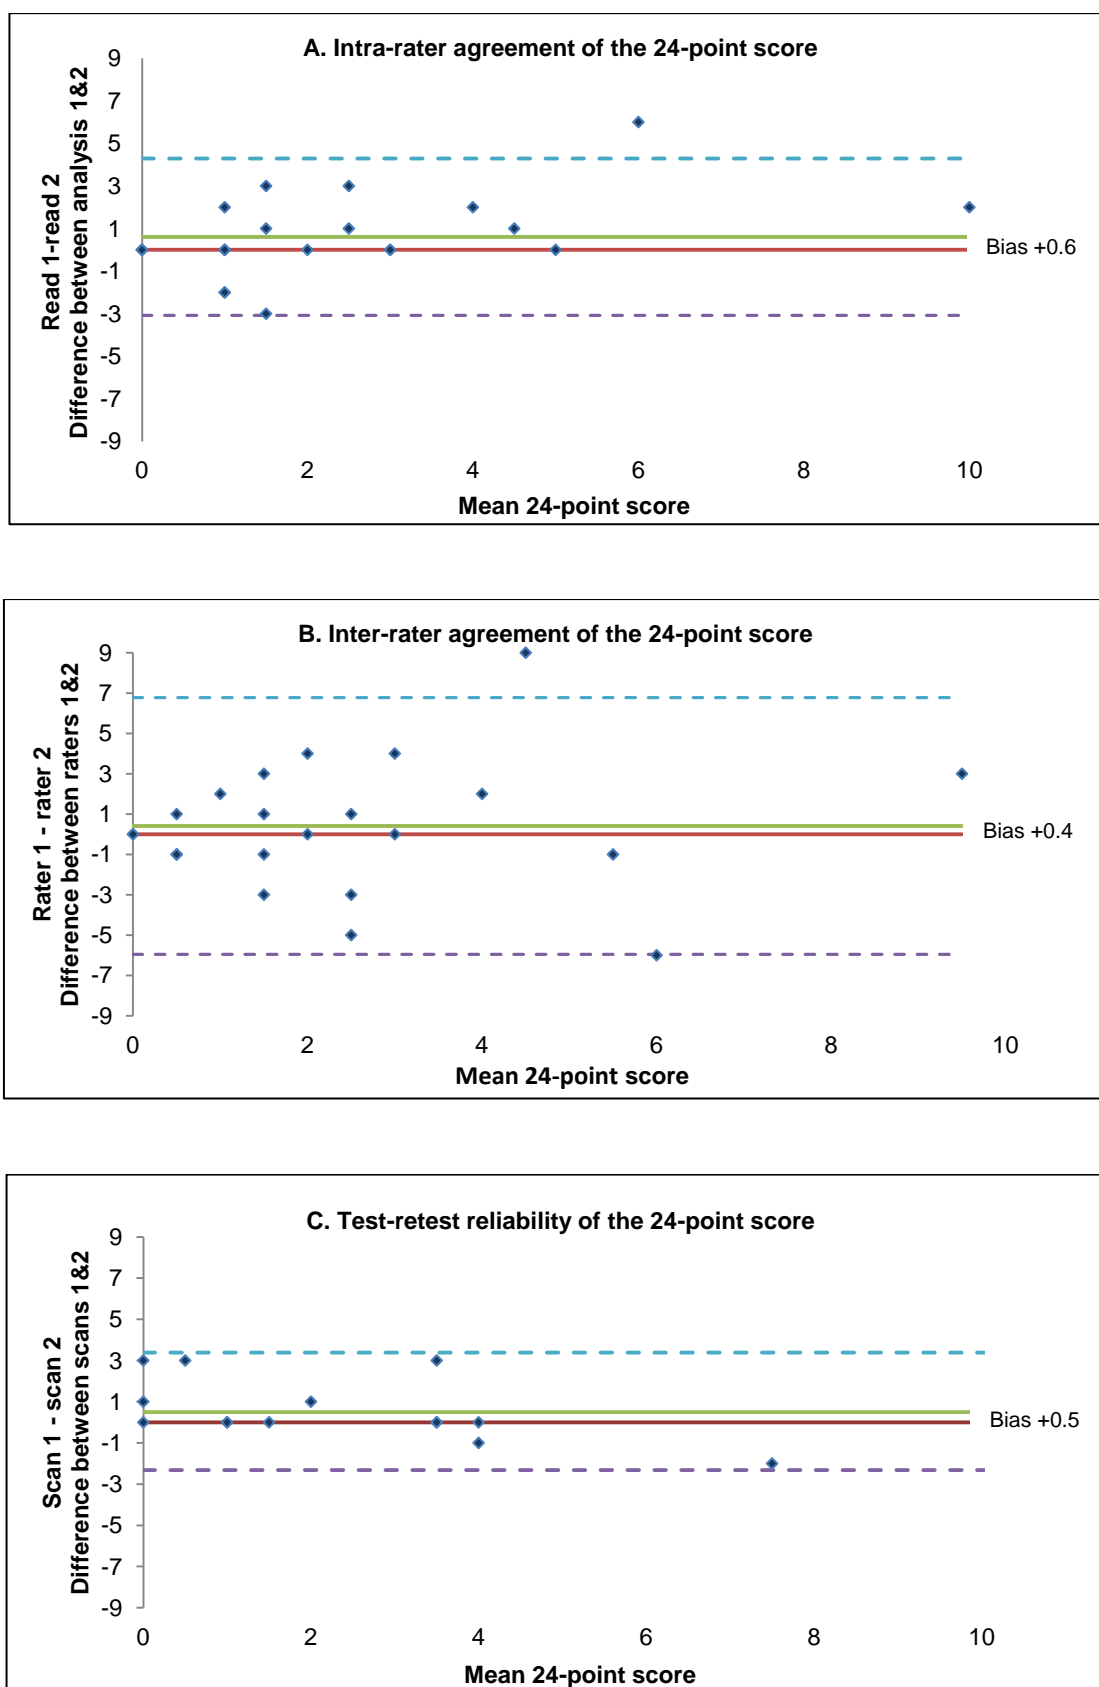 A. Intra-rater agreement of the 24-point score
Read 1-read 2
Difference between analysis 1&2
9
7
5
3
1
-1
-3
-5
-7
-9
Bias +0.6
0 2 4 6 8 10
Mean 24-point score
B. Inter-rater agreement of the 24-point score
Rater 1 - rater 2
Difference between raters 1&2
9
7
5
3
1
-1
-3
-5
-7
-9
Bias +0.4
0 2 4 6 8 10
Mean 24-point score
C. Test-retest reliability of the 24-point score
Scan 1 - scan 2
Difference between scans 1&2
9
7
5
3
1
-1
-3
-5
-7
-9
Bias +0.5
0 2 4 6 8 10
Mean 24-point score